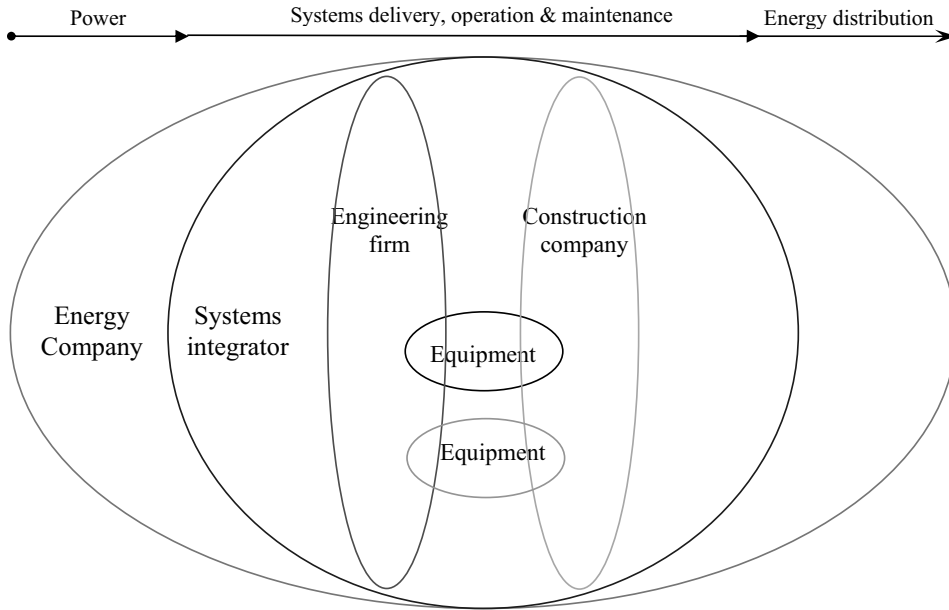 Power
Systems delivery, operation & maintenance
Energy distribution
Engineering
firm
Construction
company
Energy
Company
Systems
integrator
Equipment
Equipment